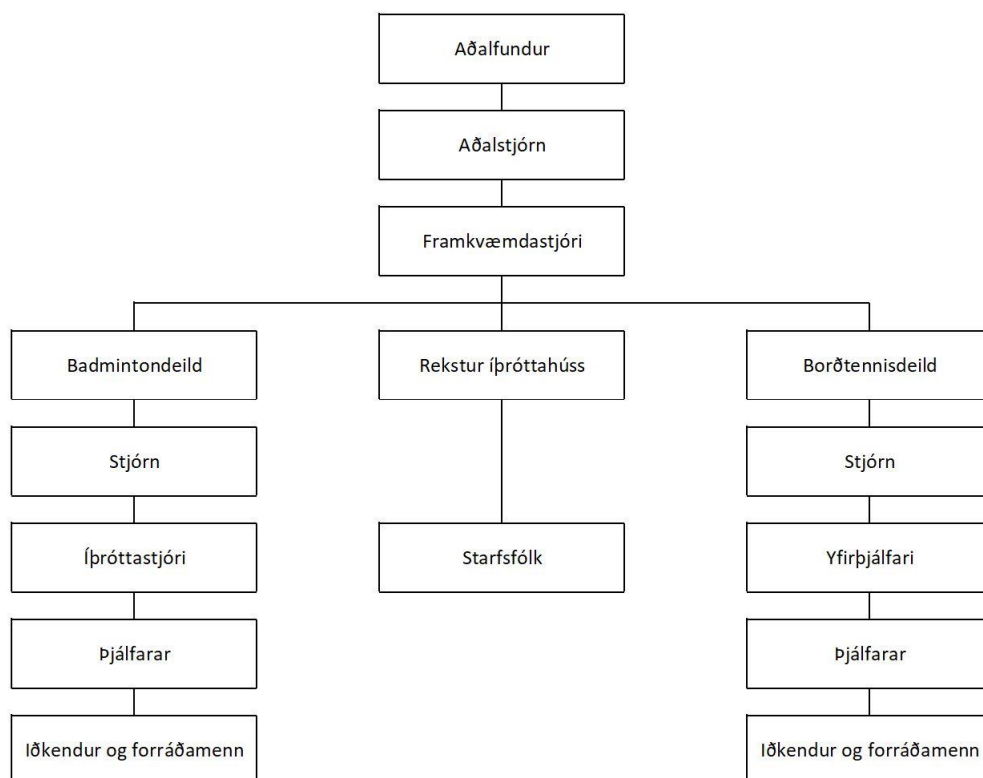 Aðalfundur
Aðalstjórn
Framkvæmdastjóri
Badmintondeild
Rekstur íþróttahúss
Borðtennisdeild
Stjórn
Stjórn
Íþróttastjóri
Starfsfólk
Yfirþjálfari
Þjálfarar
Þjálfarar
Iðkendur og forráðamenn
Iðkendur og forráðamenn